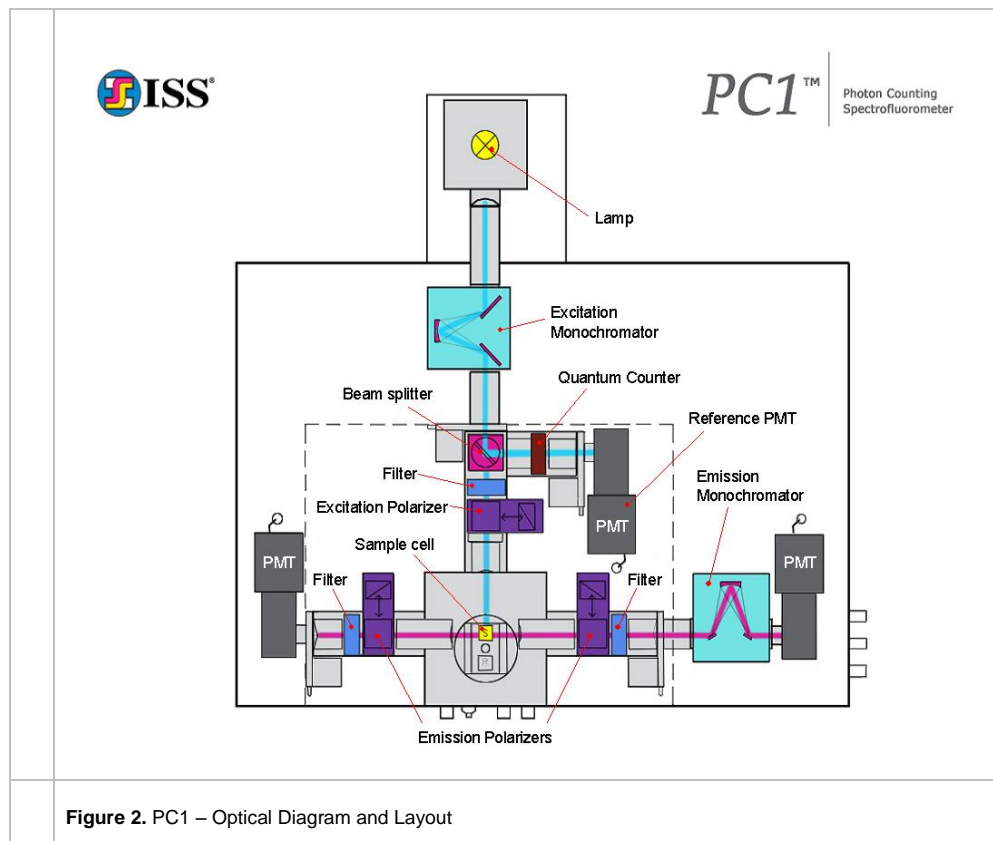 ISS®
PC1™
Photon Counting
Spectrofluorometer
Lamp
Excitation
Monochromator
Beam splitter
Quantum Counter
Reference PMT
Filter
Emission
Monochromator
Excitation Polarizer
PMT
Sample cell
PMT
PMT
Filter
Filter
S
R
Emission Polarizers
Figure 2. PC1 – Optical Diagram and Layout